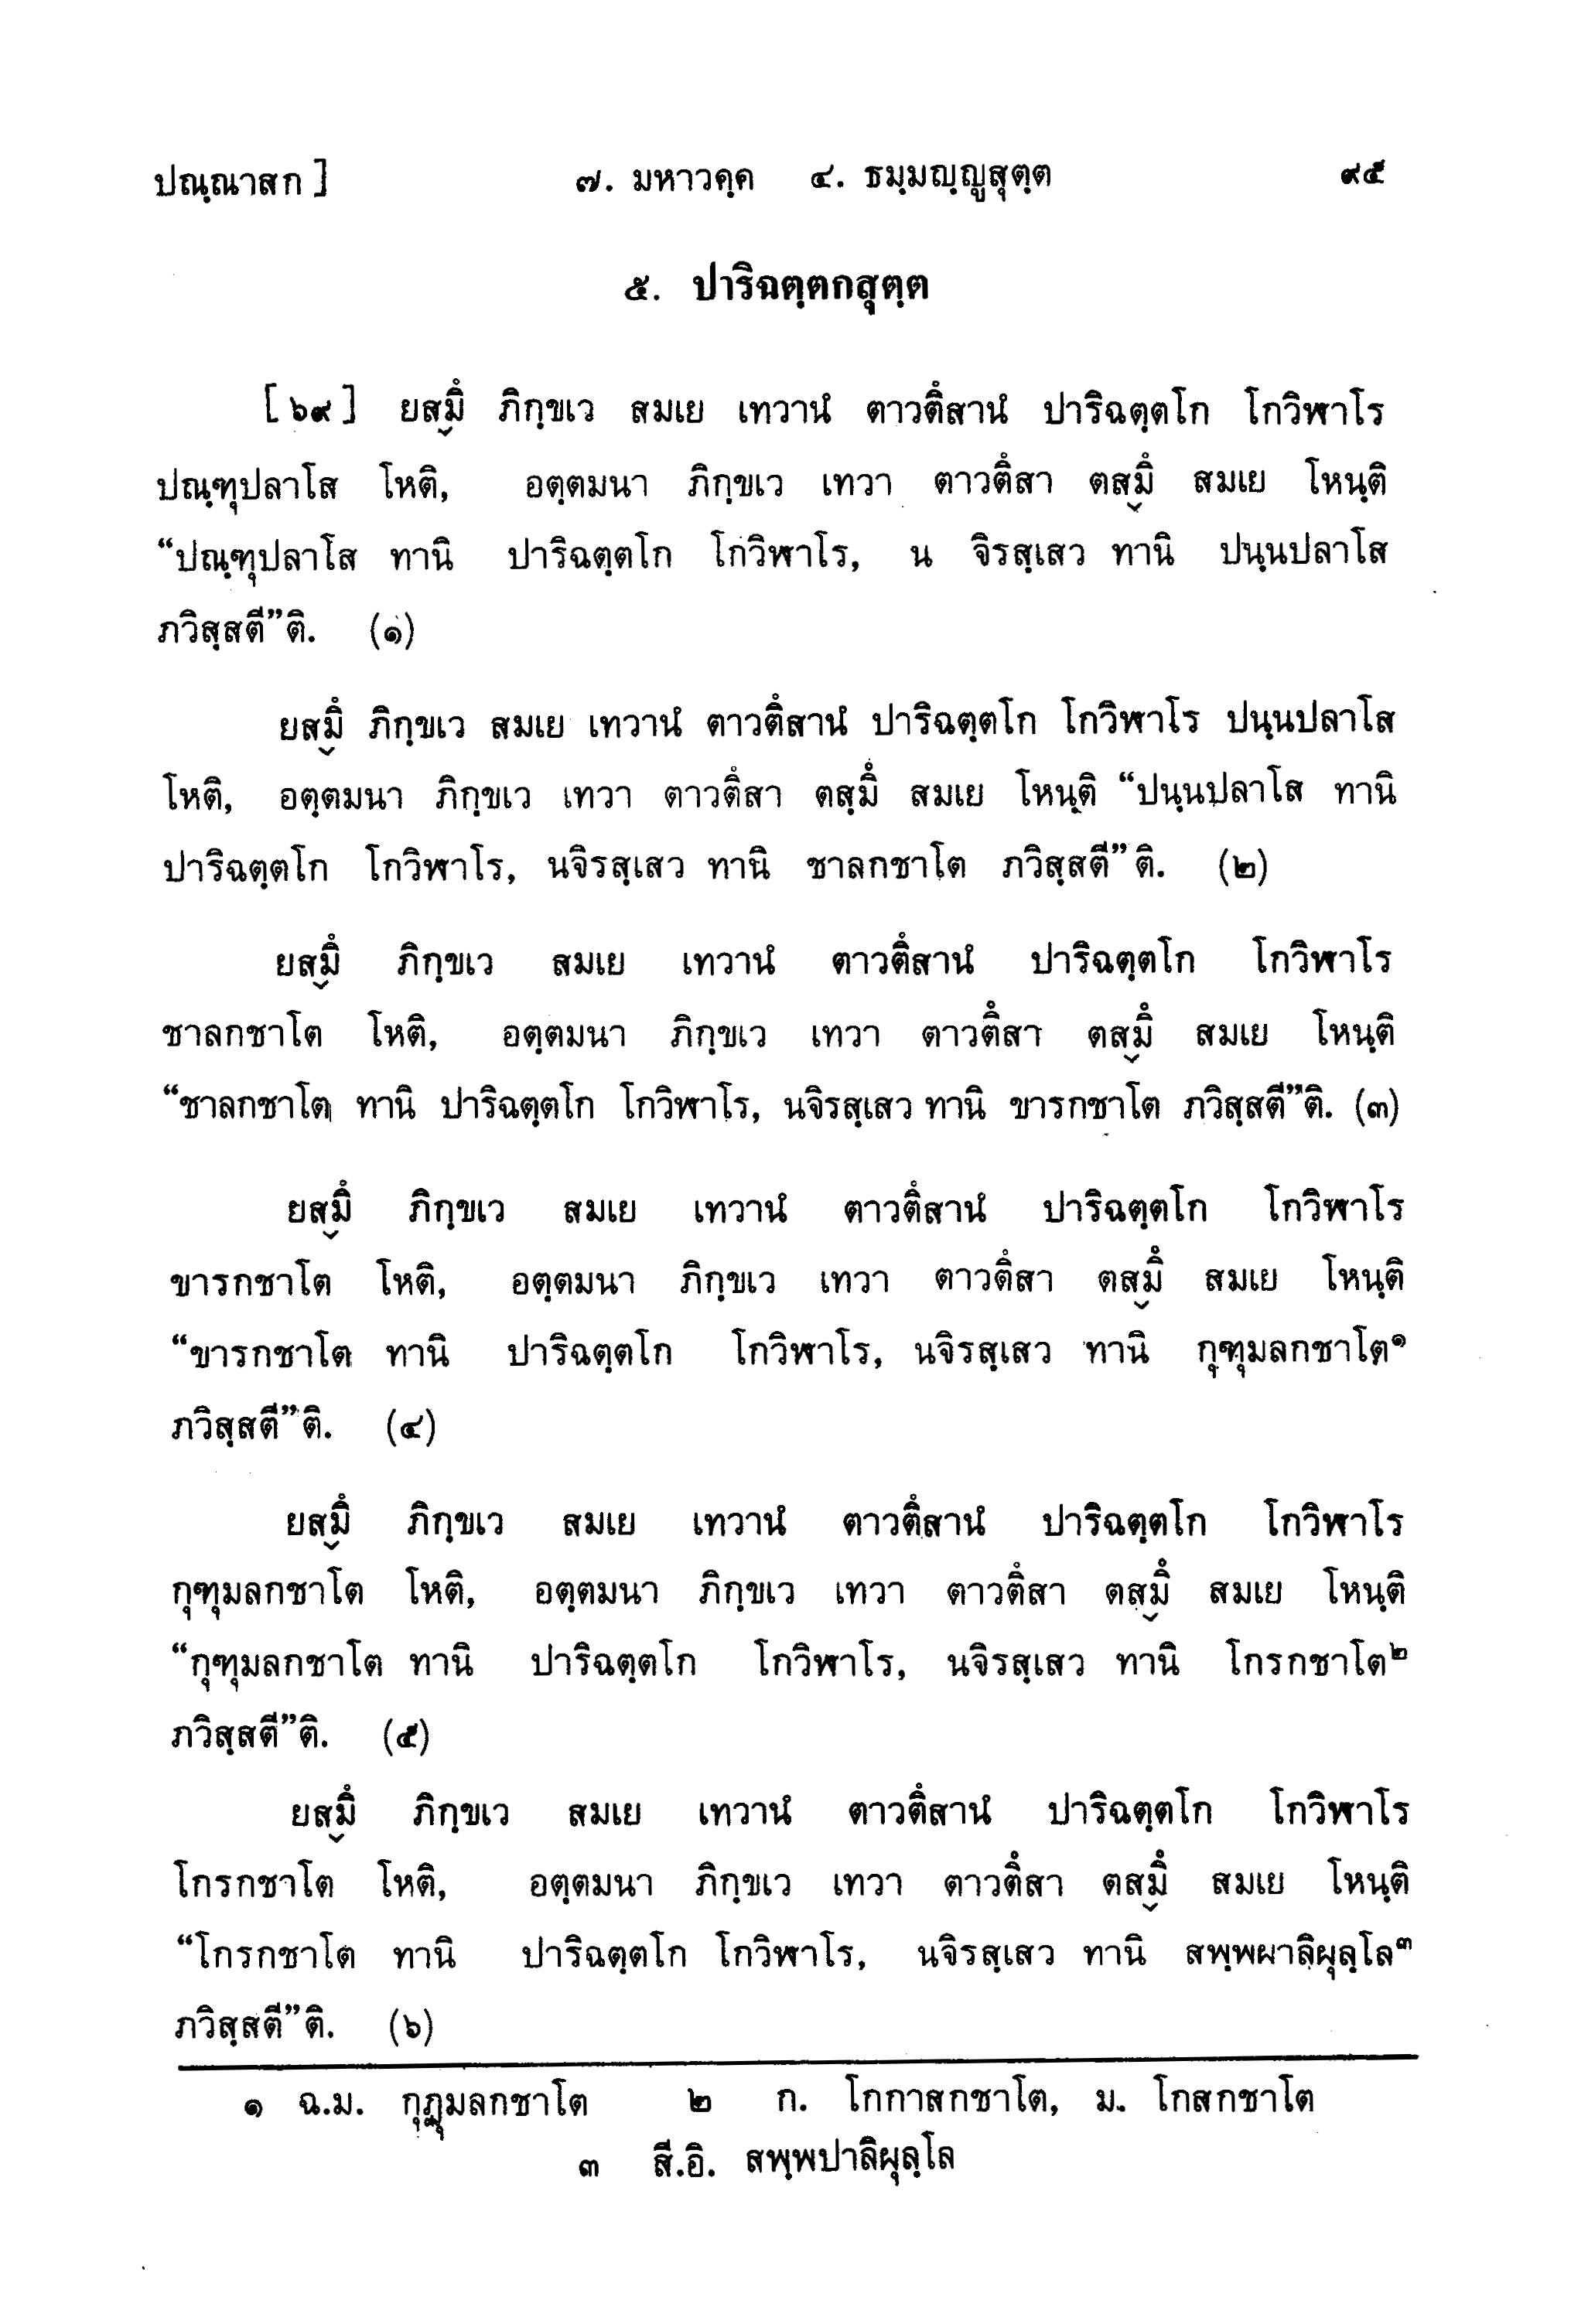 ปณฺณาสก ] ๗. มหาวคฺค ๔. ธมฺมญฺญูสุตฺต ๙๕
๕. ปาริฉตฺตกสุตฺต
[ ๖๙ ] ยสฺมึ ภิกฺขเว สมเย เทวานํ ตาวตึสานํ ปาริฉตฺตโก โกวิฬาโร
ปณฺฑุปลาโส โหติ, อตฺตมนา ภิกฺขเว เทวา ตาวตึสา ตสฺมึ สมเย โหนฺติ
“ปณฺฑุปลาโส ทานิ ปาริฉตฺตโก โกวิฬาโร, น จิรสฺเสว ทานิ ปนฺนปลาโส
ภวิสฺสตี”ติ. (๑)
ยสฺมึ ภิกฺขเว สมเย เทวานํ ตาวตึสานํ ปาริฉตฺตโก โกวิฬาโร ปนฺนปลาโส
โหติ, อตฺตมนา ภิกฺขเว เทวา ตาวตึสา ตสฺมึ สมเย โหนฺติ “ปนฺนปลาโส ทานิ
ปาริฉตฺตโก โกวิฬาโร, นจิรสฺเสว ทานิ ชาลกชาโต ภวิสฺสตี” ติ. (๒)
ยสฺมึ ภิกฺขเว สมเย เทวานํ ตาวตึสานํ ปาริฉตฺตโก โกวิฬาโร
ชาลกชาโต โหติ, อตฺตมนา ภิกฺขเว เทวา ตาวตึสา ตสฺมึ สมเย โหนฺติ
“ชาลกชาโต ทานิ ปาริฉตฺตโก โกวิฬาโร, นจิรสฺเสว ทานิ ขารกชาโต ภวิสฺสตี”ติ. (๓)
ยสฺมึ ภิกฺขเว สมเย เทวานํ ตาวตึสานํ ปาริฉตฺตโก โกวิฬาโร
ขารกชาโต โหติ, อตฺตมนา ภิกฺขเว เทวา ตาวตึสา ตสฺมึ สมเย โหนฺติ
“ขารกชาโต ทานิ ปาริฉตฺตโก โกวิฬาโร, นจิรสฺเสว ทานิ กุฑุมลกชาโต๑
ภวิสฺสตี”ติ. (๔)
ยสฺมึ ภิกฺขเว สมเย เทวานํ ตาวตึสานํ ปาริฉตฺตโก โกวิฬาโร
กุฑุมลกชาโต โหติ, อตฺตมนา ภิกฺขเว เทวา ตาวตึสา ตสฺมึ สมเย โหนฺติ
“กุฑุมลกชาโต ทานิ ปาริฉตฺตโก โกวิฬาโร, นจิรสฺเสว ทานิ โกรกชาโต๒
ภวิสฺสตี”ติ. (๕)
ยสฺมึ ภิกฺขเว สมเย เทวานํ ตาวตึสานํ ปาริฉตฺตโก โกวิฬาโร
โกรกชาโต โหติ, อตฺตมนา ภิกฺขเว เทวา ตาวตึสา ตสฺมึ สมเย โหนฺติ
“โกรกชาโต ทานิ ปาริฉตฺตโก โกวิฬาโร, นจิรสฺเสว ทานิ สพฺพผาลิผุลฺโล๓
ภวิสฺสตี”ติ. (๖)
๑ ฉ.ม. กุฏฺฏมลกชาโต ๒ ก. โกกาสกชาโต, ม. โกสกชาโต
๓ สี.อิ. สพฺพปาลิผุลฺโล